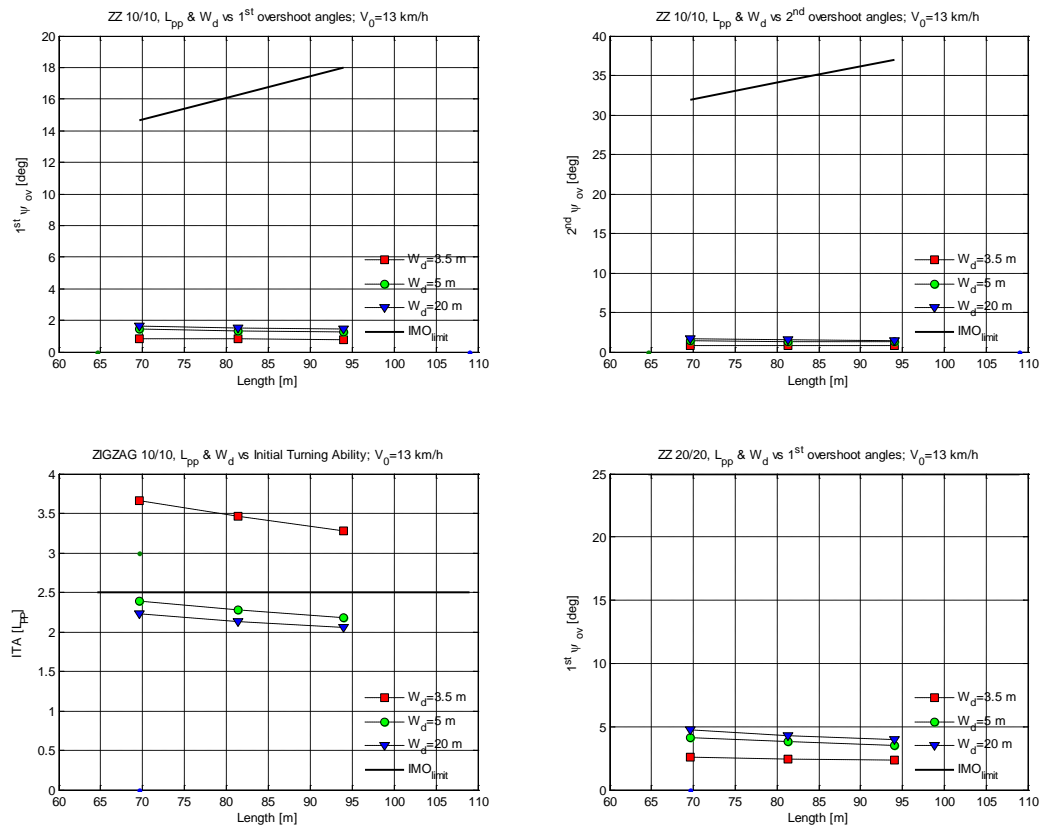 ZZ 10/10, Lpp & Wd vs 1st overshoot angles; V0=13 km/h
20
18
16
14
12
10
8
6
4
2
0
1st ψ ov [deg]
Wd=3.5 m
Wd=5 m
Wd=20 m
IMOlimit
60 65 70 75 80 85 90 95 100 105 110
Length [m]
ZZ 10/10, Lpp & Wd vs 2nd overshoot angles; V0=13 km/h
40
35
30
25
20
15
10
5
0
2nd ψ ov [deg]
Wd=3.5 m
Wd=5 m
Wd=20 m
IMOlimit
60 65 70 75 80 85 90 95 100 105 110
Length [m]
ZIGZAG 10/10, Lpp & Wd vs Initial Turning Ability; V0=13 km/h
4
3.5
3
2.5
2
1.5
1
0.5
0
ITA [Lpp]
Wd=3.5 m
Wd=5 m
Wd=20 m
IMOlimit
60 65 70 75 80 85 90 95 100 105 110
Length [m]
ZZ 20/20, Lpp & Wd vs 1st overshoot angles; V0=13 km/h
25
20
15
10
5
0
1st ψ ov [deg]
Wd=3.5 m
Wd=5 m
Wd=20 m
IMOlimit
60 65 70 75 80 85 90 95 100 105 110
Length [m]